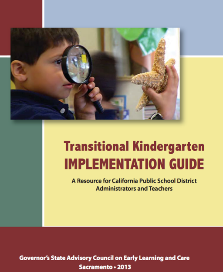 Transitional Kindergarten
IMPLEMENTATION GUIDE
A Resource for California Public School District
Administrators and Teachers
Governor's State Advisory Council on Early Learning and Care
Sacramento • 2013